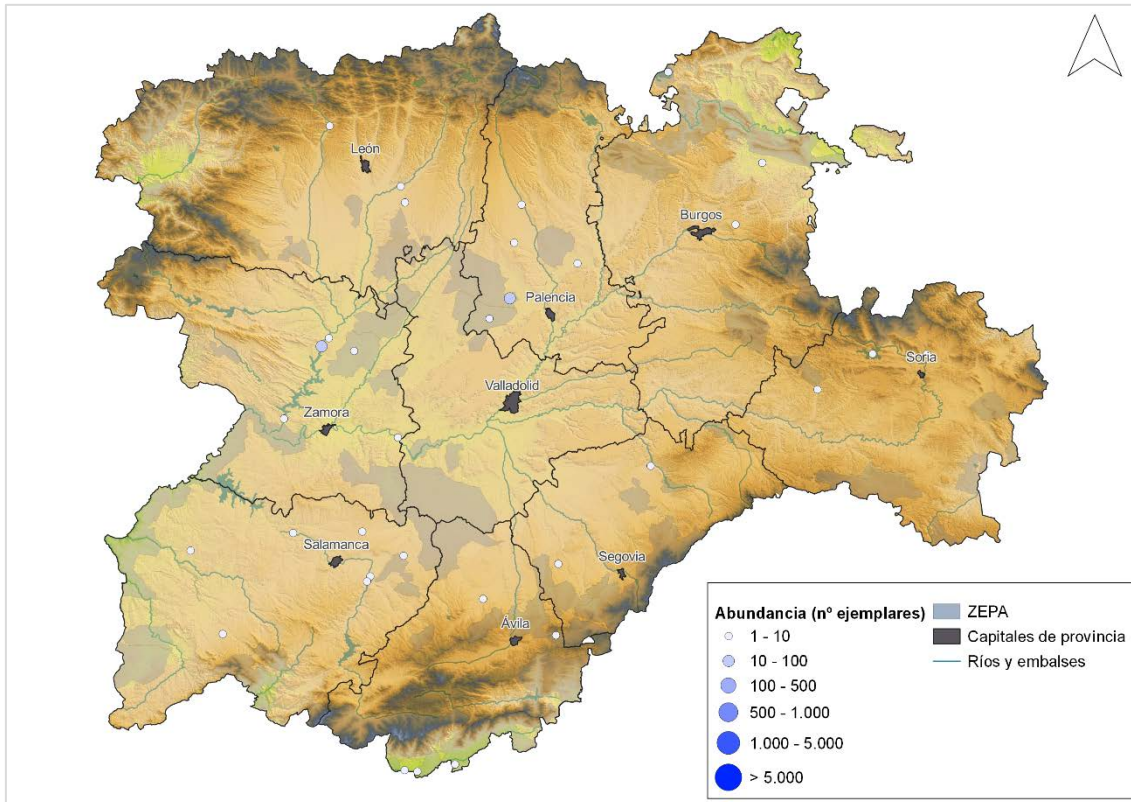 León
Burgos
Palencia
Soria
Valladolid
Zamora
Salamanca
Segovia
Ávila
Abundancia (nº ejemplares)
1 - 10
10 - 100
100 - 500
500 - 1.000
1.000 - 5.000
> 5.000
ZEPA
Capitales de provincia
Ríos y embalses